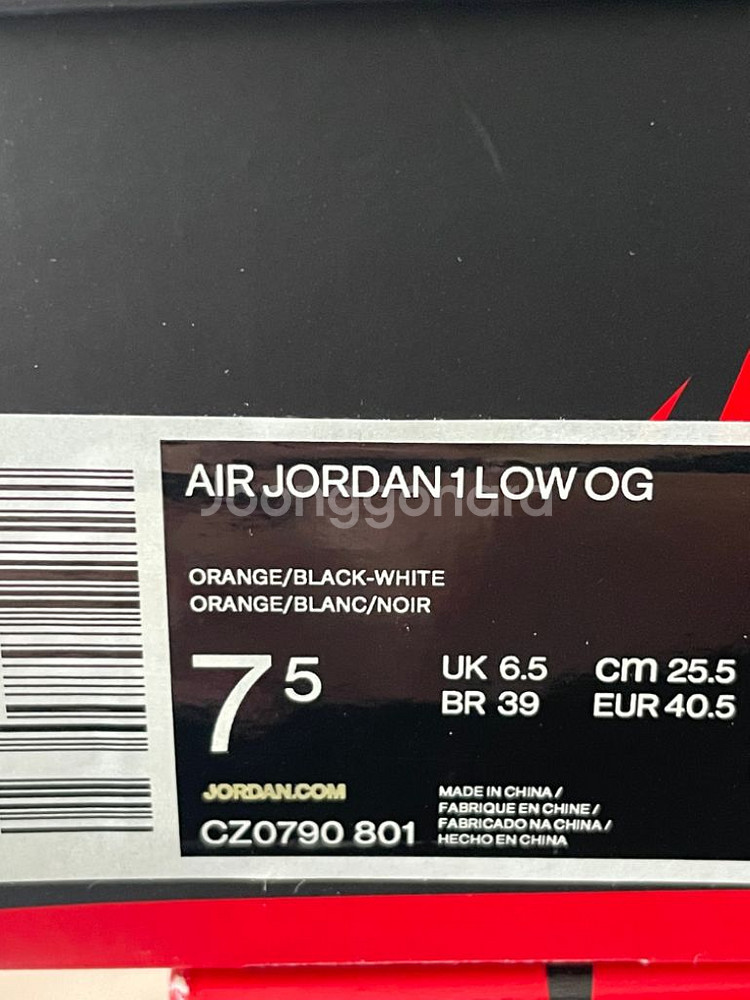 AIR JORDAN 1 LOW OG
Joonggonara
ORANGE/BLACK-WHITE
ORANGE/BLANC/NOIR
7 5
UK 6.5 cm 25.5
BR 39 EUR 40.5
JORDAN.COM
CZ0790 801
MADE IN CHINA /
FABRIQUE EN CHINE /
FABRICADO NA CHINA /
HECHO EN CHINA